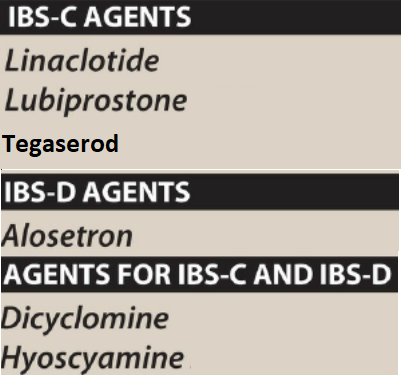 IBS-C AGENTS
Linaclotide
Lubiprostone
Tegaserod
IBS-D AGENTS
Alosetron
AGENTS FOR IBS-C AND IBS-D
Dicyclomine
Hyoscyamine